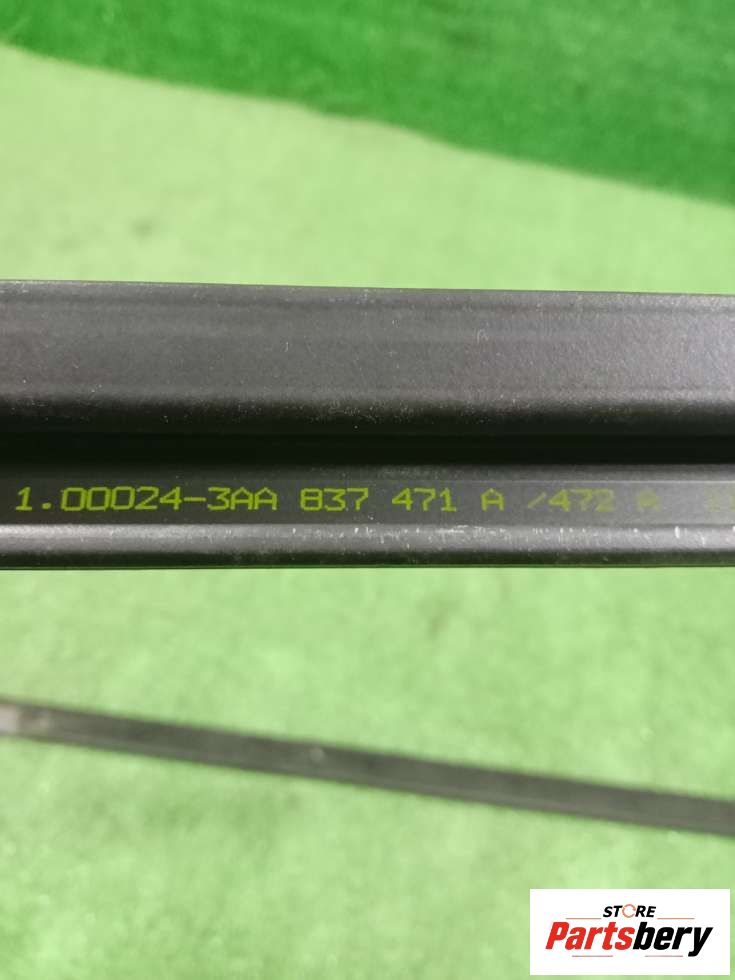 1.00024-3AA 837 471 A /472 A
STORE
Partsbery